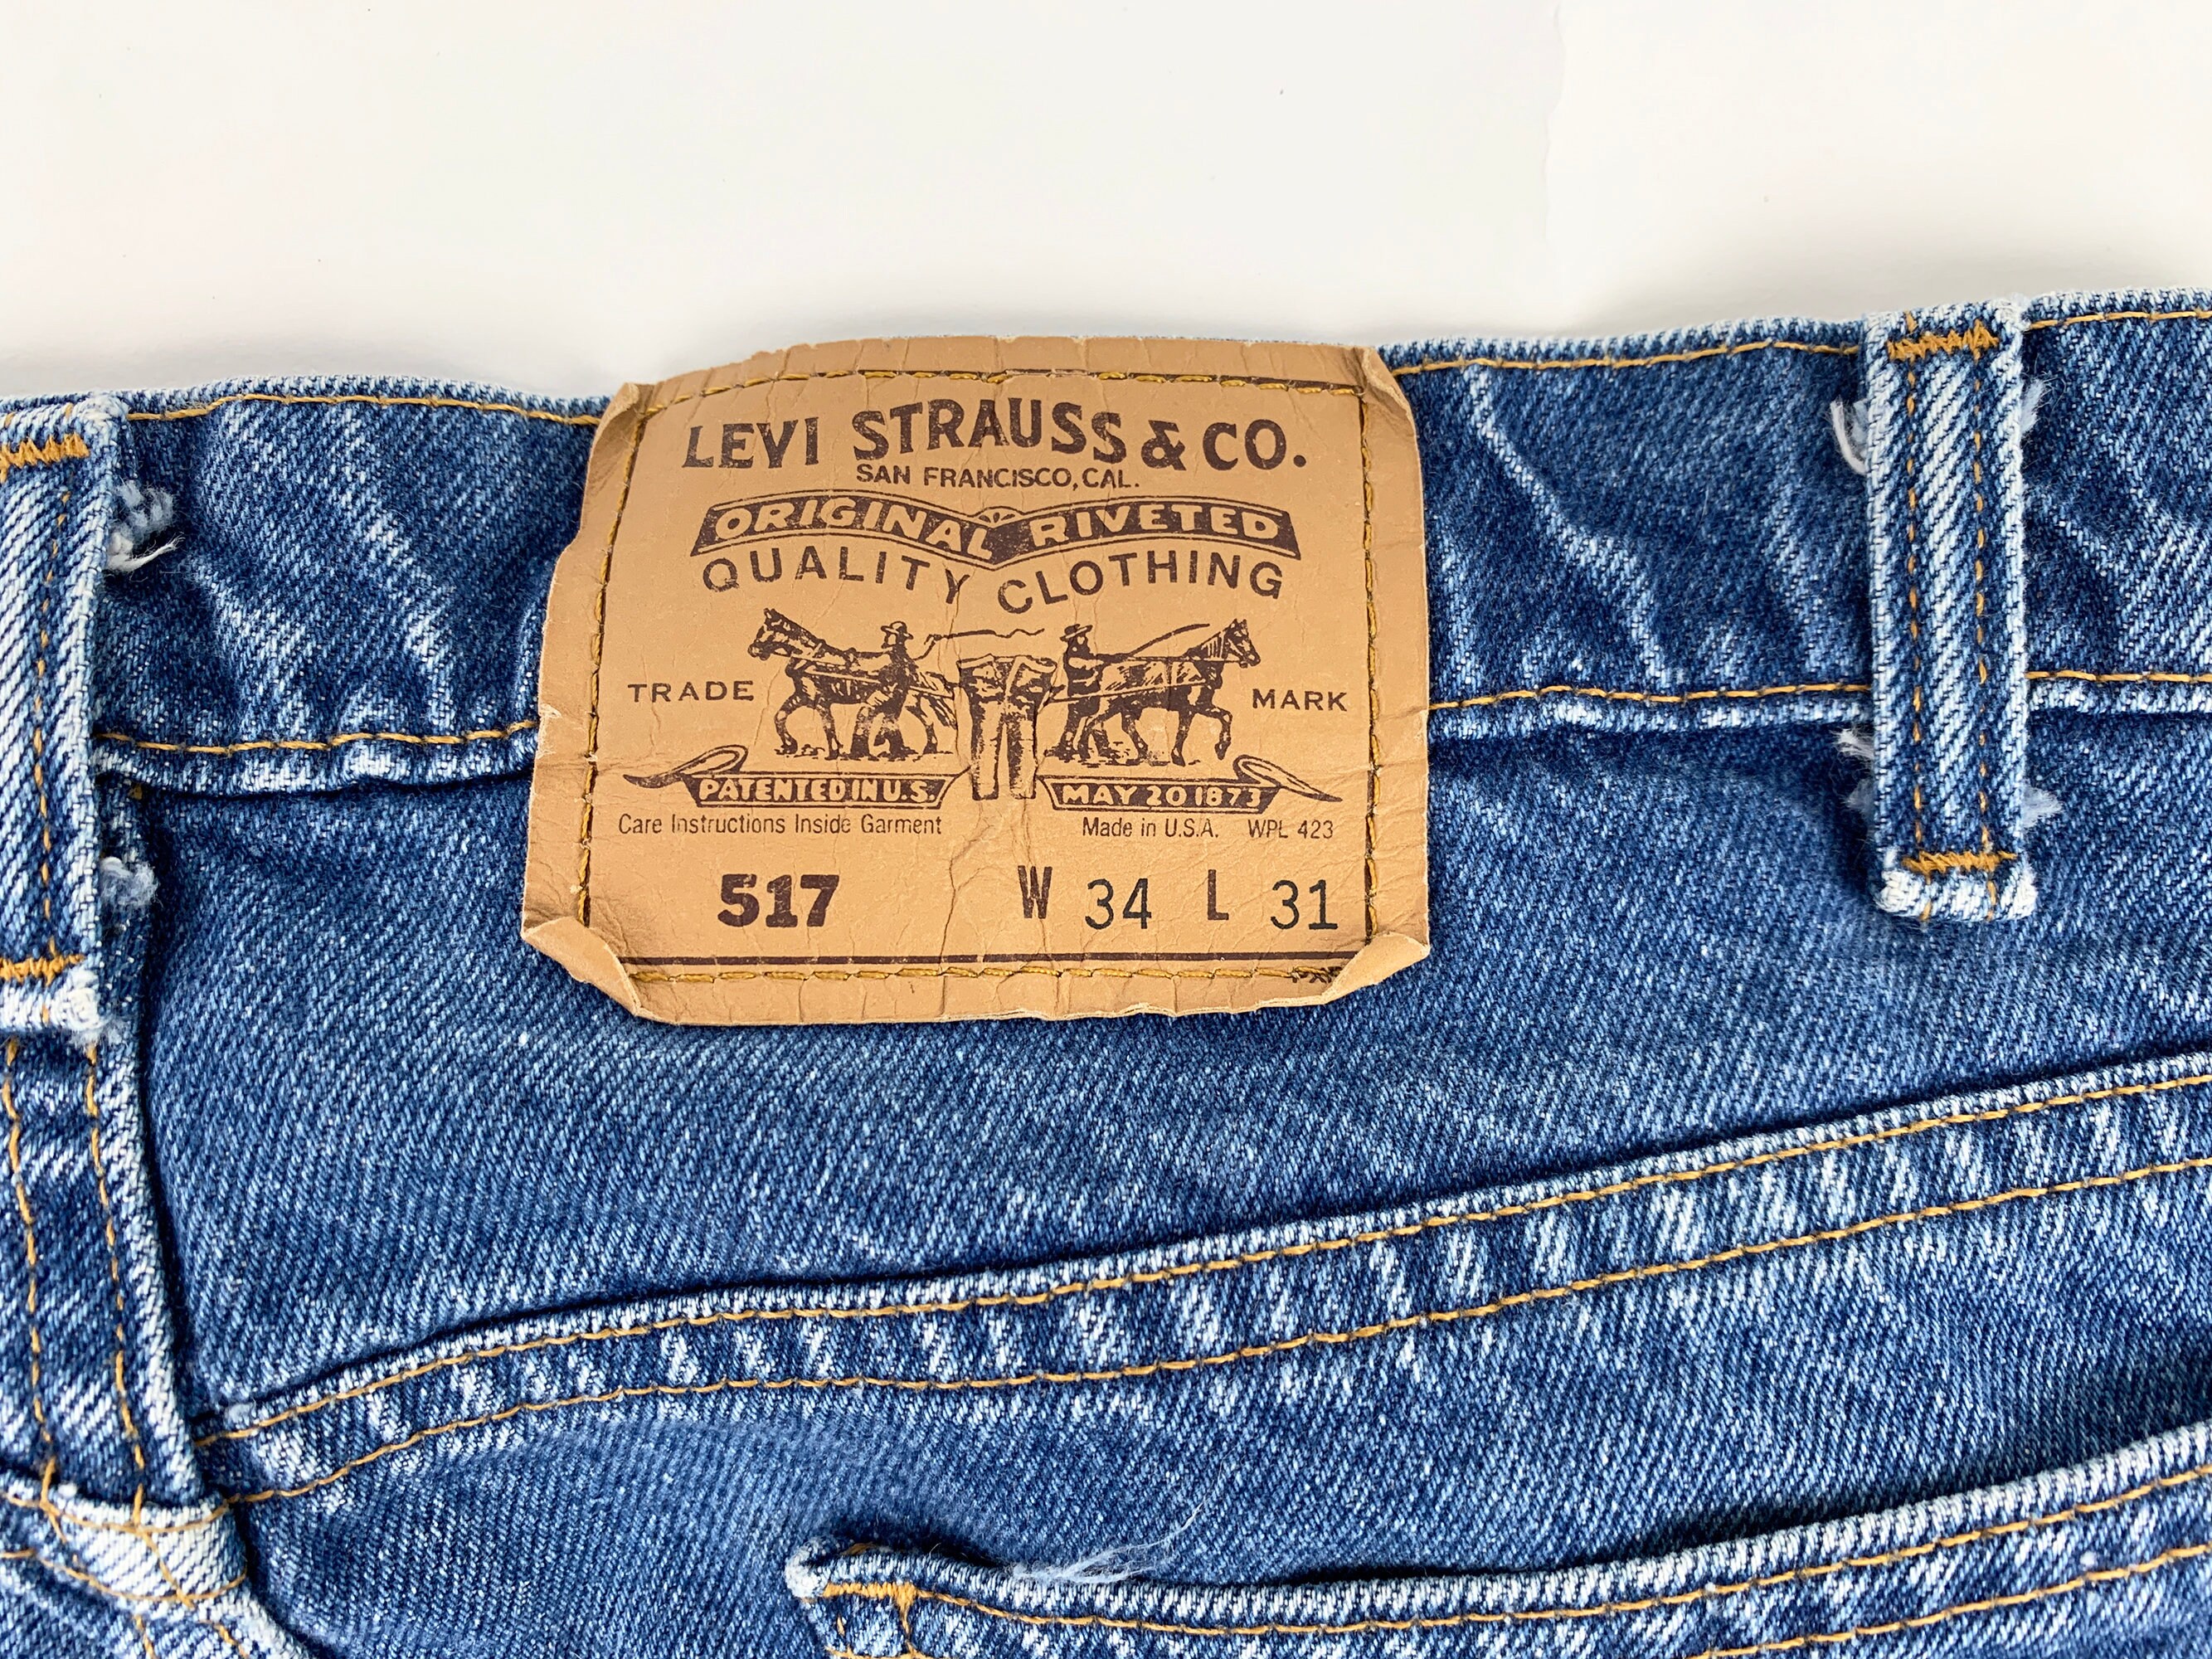 LEVI STRAUSS & CO.
SAN FRANCISCO, CAL.
ORIGINAL RIVETED
QUALITY CLOTHING
TRADE MARK
PATENTED IN U.S. MAY 20 1873
Care Instructions Inside Garment Made in U.S.A. WPL 423
517 W 34 L 31